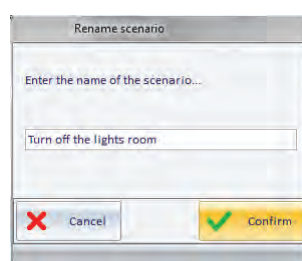 Rename scenario
Enter the name of the scenario...
Turn off the lights room
Cancel
Confirm